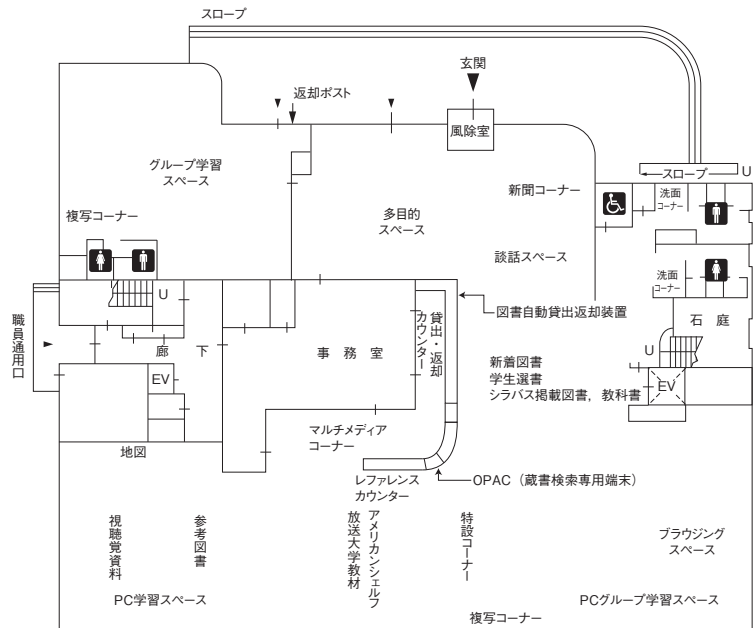 スロープ
玄関
返却ポスト
風除室
グループ学習
スペース
スロープ
U
新聞コーナー
洗面
コーナー
複写コーナー
多目的
スペース
談話スペース
洗面
コーナー
U
図書自動貸出返却装置
石庭
職員通用口
廊下
事務室
貸出・返却
カウンター
新着図書
学生選書
シラバス掲載図書，教科書
U
EV
EV
マルチメディア
コーナー
地図
レファレンス
カウンター
OPAC（蔵書検索専用端末）
視聴覚資料
参考図書
アメリカンシェルフ
放送大学教材
特設コーナー
ブラウジング
スペース
PC学習スペース
PCグループ学習スペース
複写コーナー